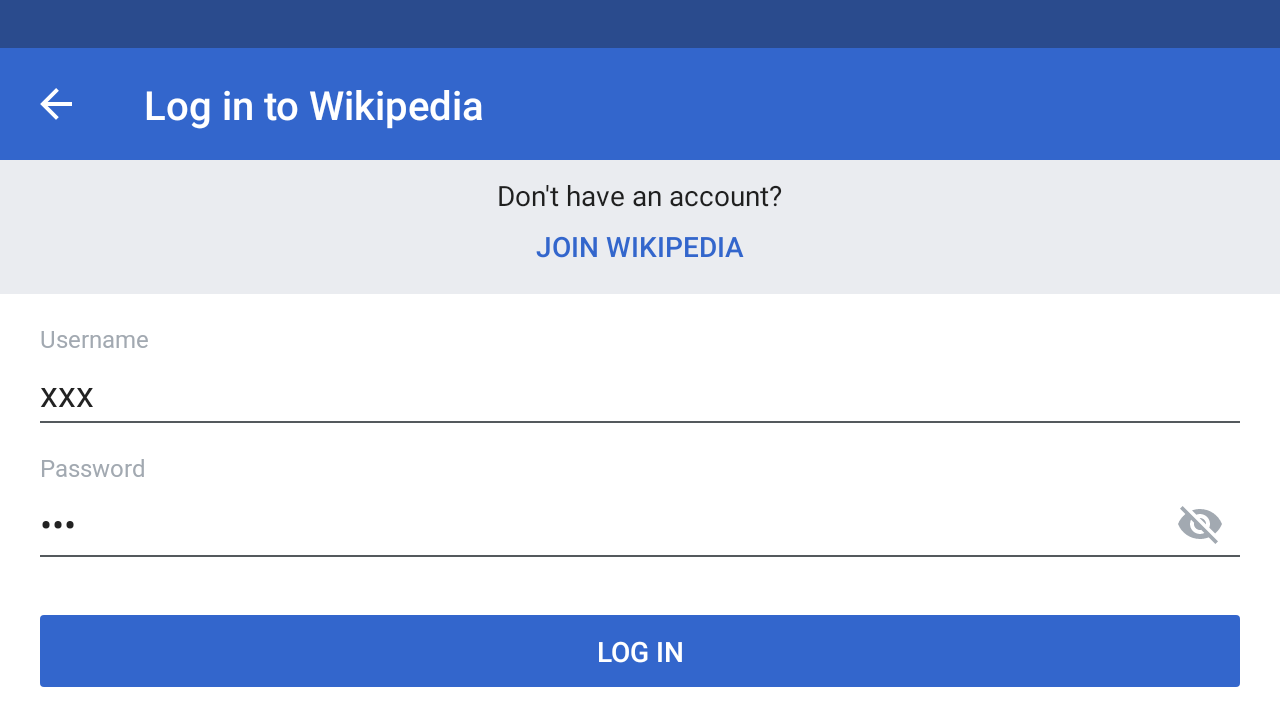 Log in to Wikipedia
Don't have an account?
JOIN WIKIPEDIA
Username
xxx
Password
•••
LOG IN